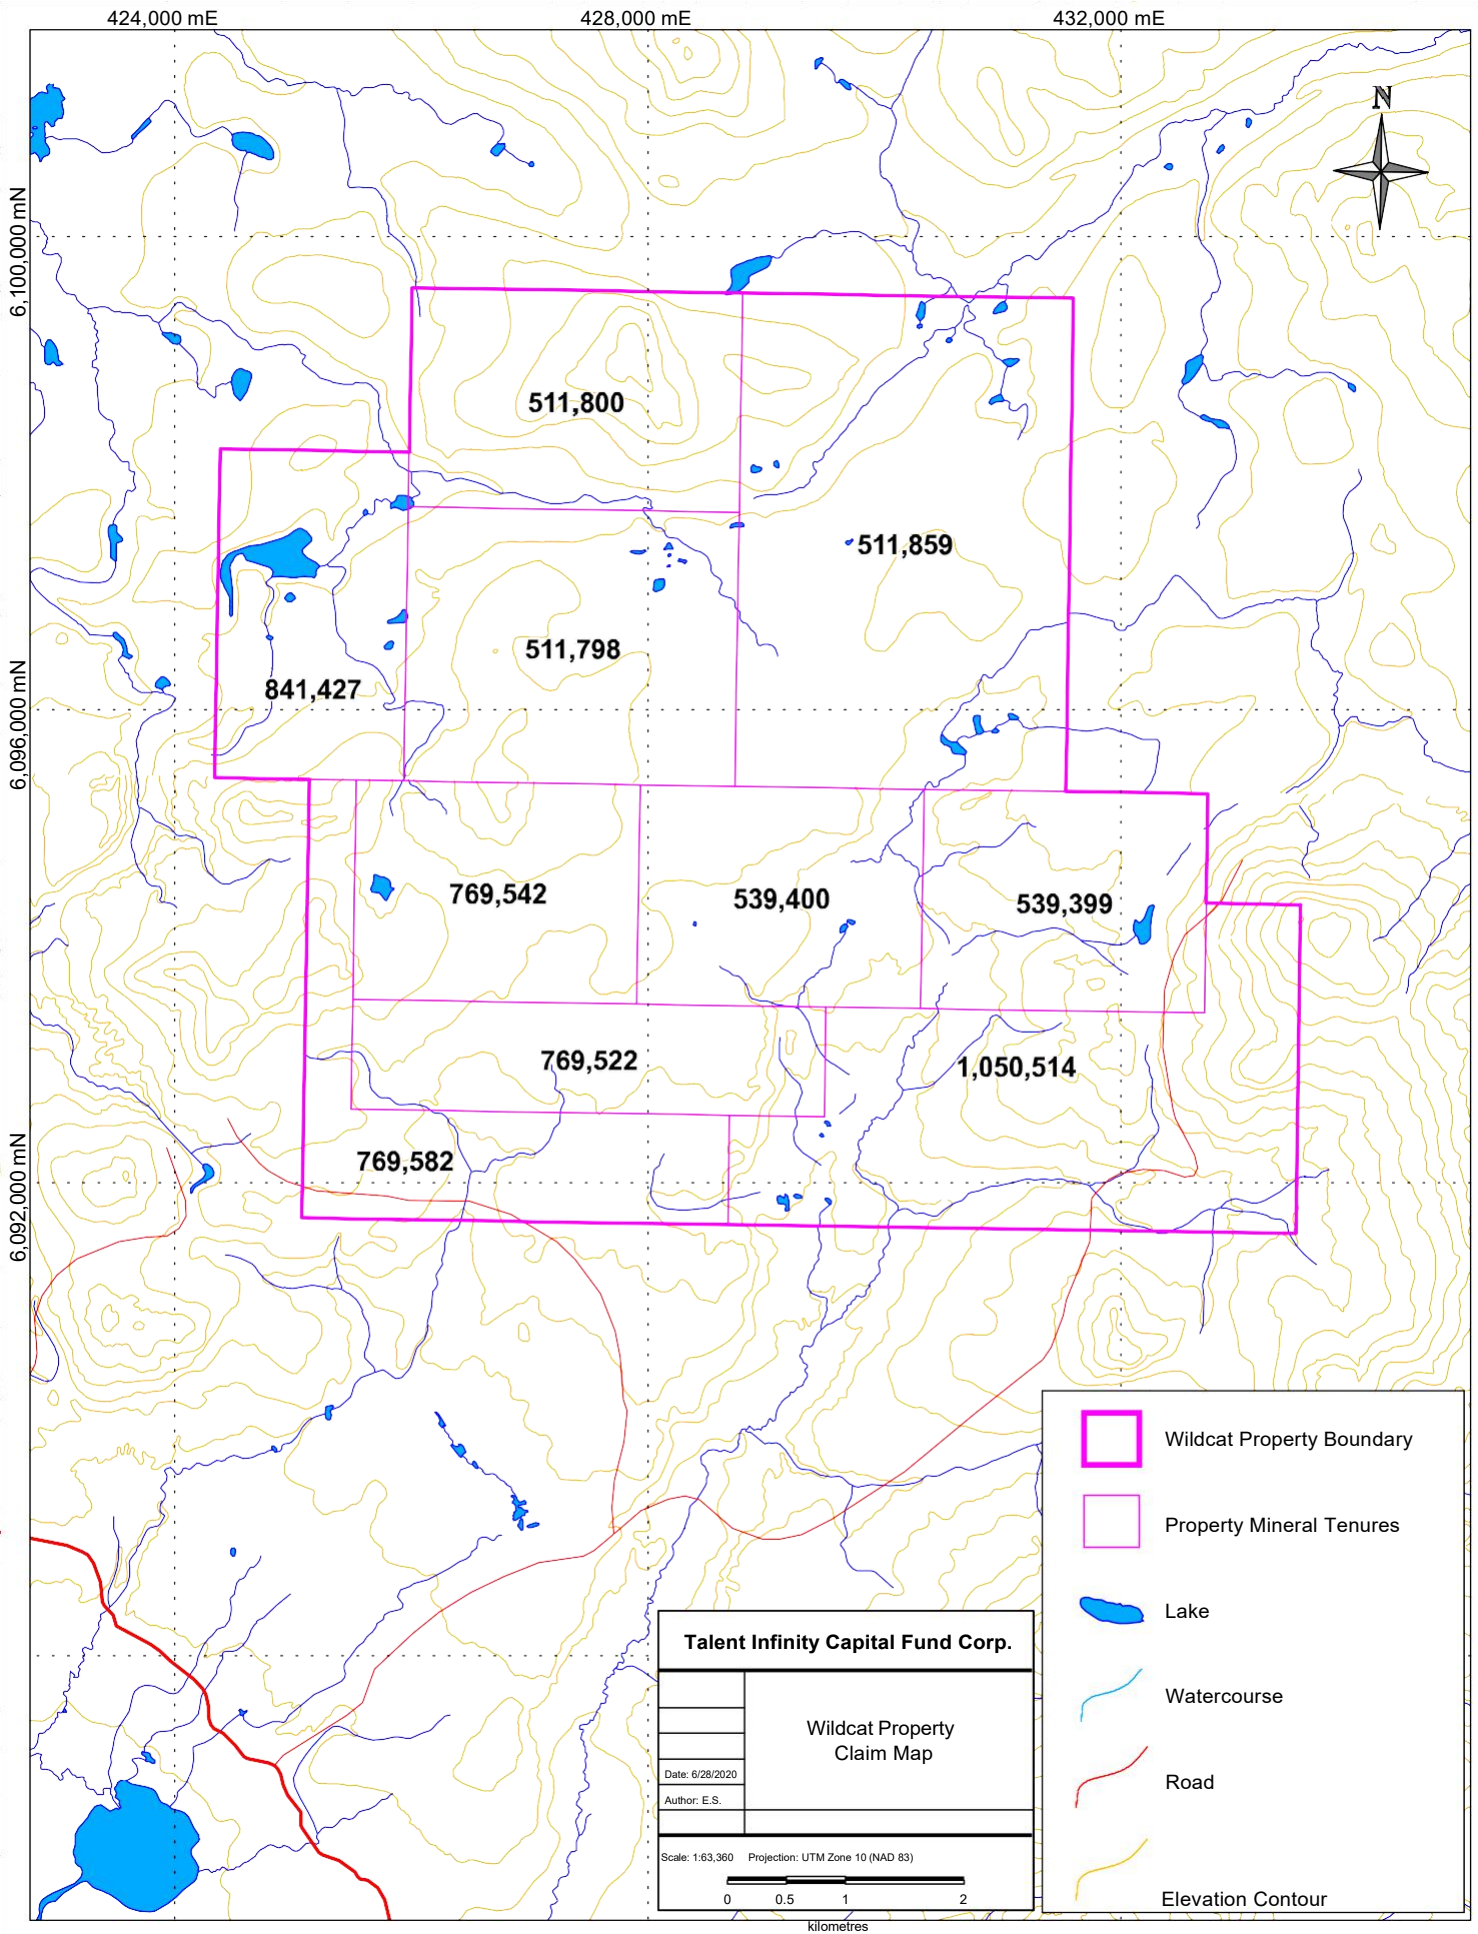 424,000 mE
428,000 mE
432,000 mE
N
6,100,000 mN
511,800
511,859
511,798
6,096,000 mN
841,427
769,542
539,400
539,399
769,522
1,050,514
769,582
6,092,000 mN
Wildcat Property Boundary
Property Mineral Tenures
Lake
Watercourse
Road
Elevation Contour
Talent Infinity Capital Fund Corp.
Wildcat Property
Claim Map
Date: 6/28/2020
Author: E.S.
Scale: 1:63,360 Projection: UTM Zone 10 (NAD 83)
0 0.5 1 2
kilometres